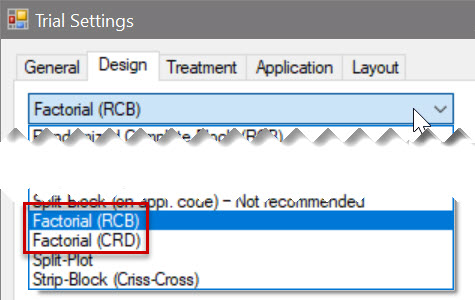 Trial Settings
General Design Treatment Application Layout
Factorial (RCB)
Randomized Complete Block (RCB)
Split-Block (on appl. code) – Not recommended
Factorial (RCB)
Factorial (CRD)
Split-Plot
Strip-Block (Criss-Cross)